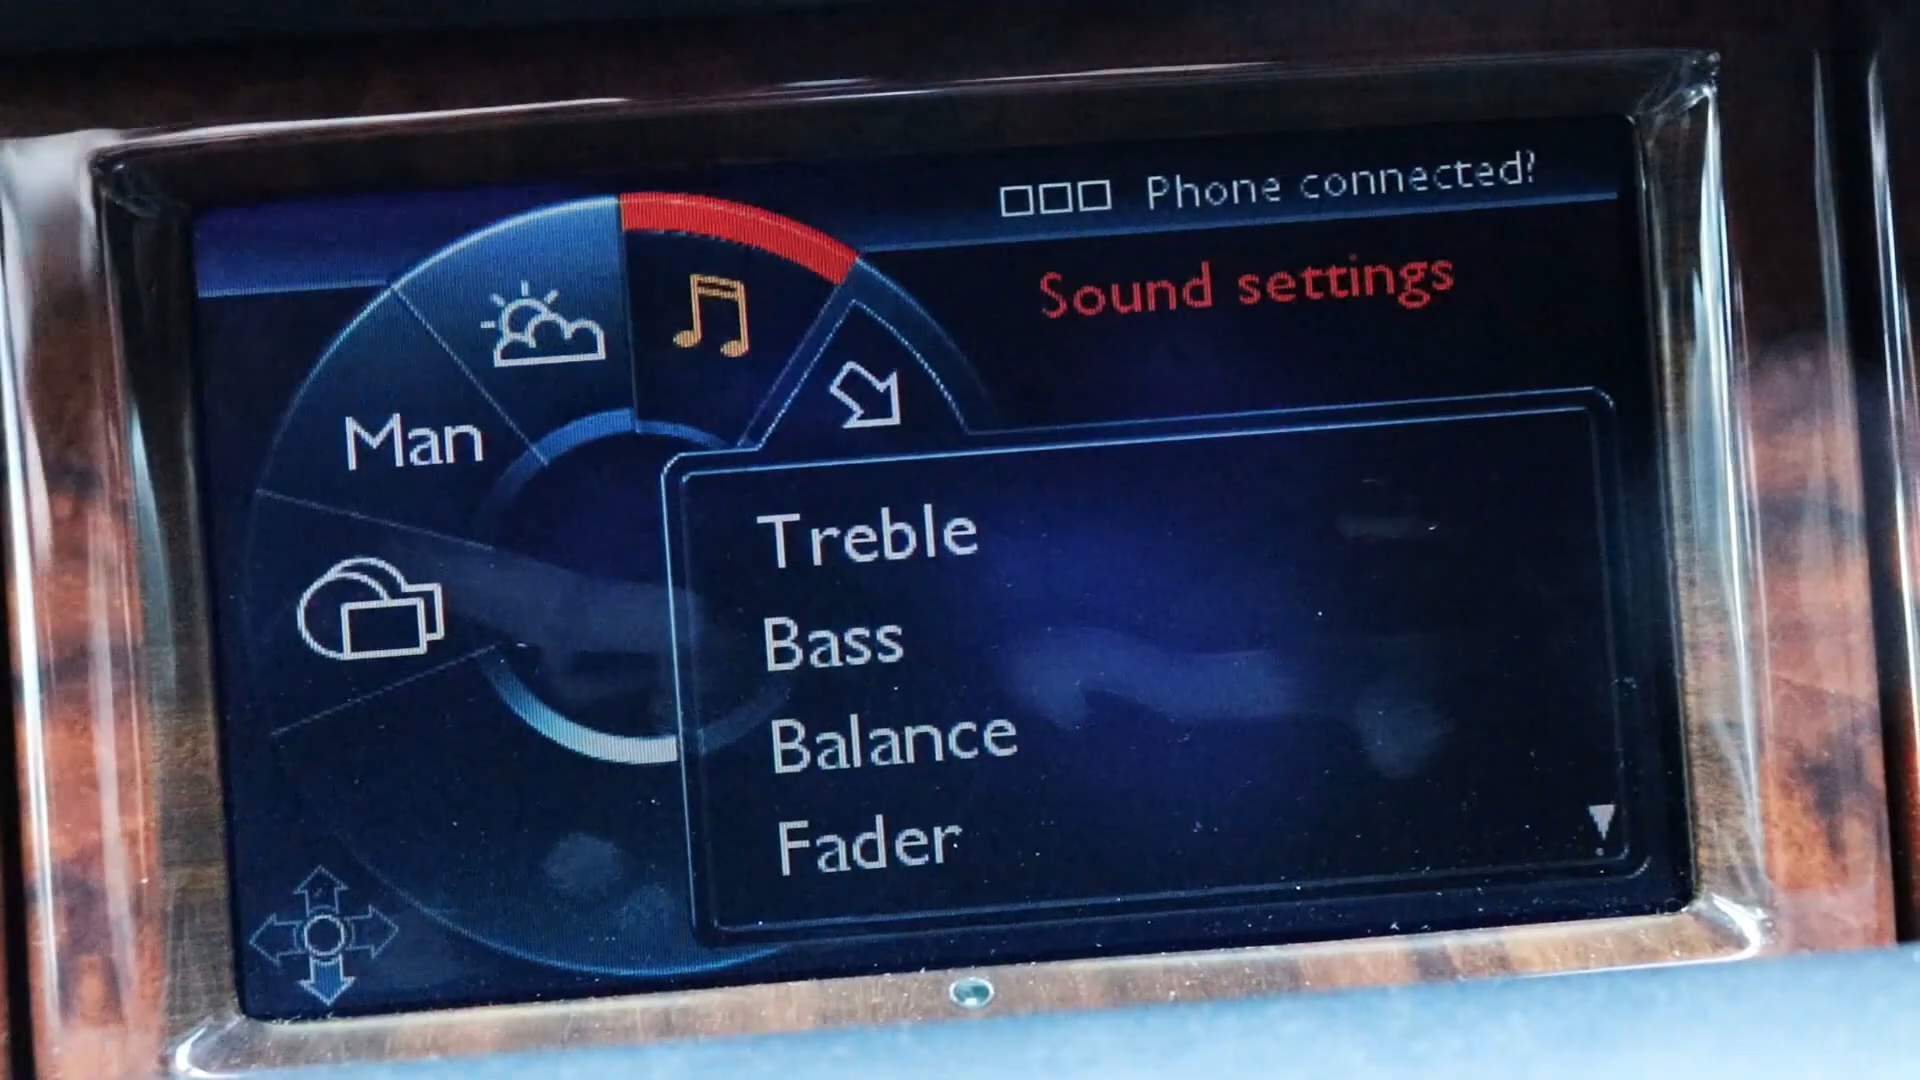 Phone connected?
Sound settings
Man
Treble
Bass
Balance
Fader